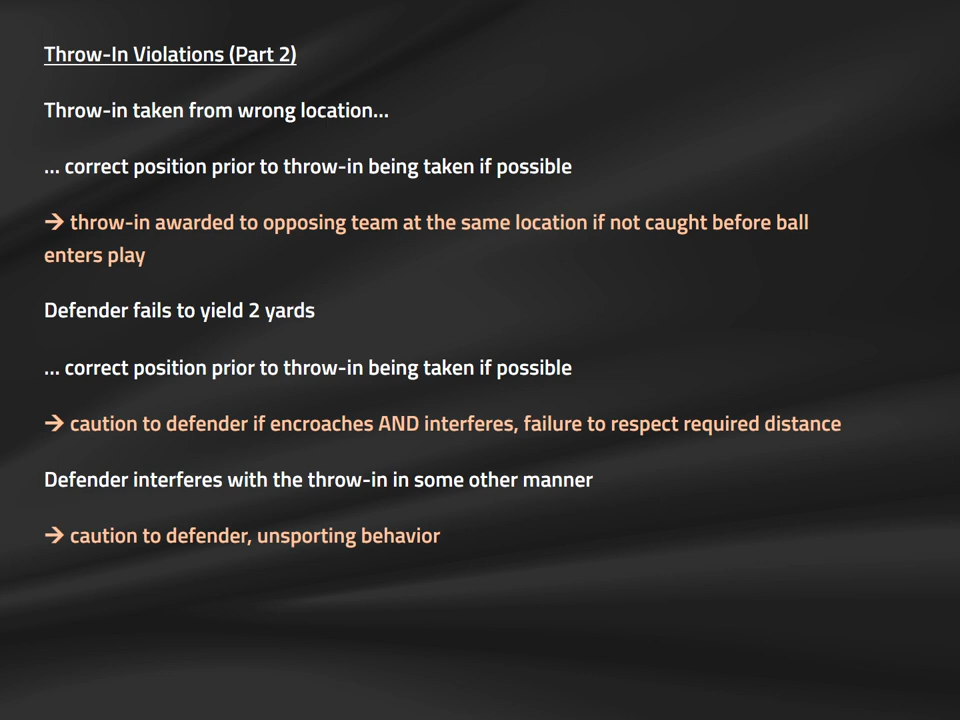 Throw-In Violations (Part 2)
Throw-in taken from wrong location...
... correct position prior to throw-in being taken if possible
→ throw-in awarded to opposing team at the same location if not caught before ball
enters play
Defender fails to yield 2 yards
... correct position prior to throw-in being taken if possible
→ caution to defender if encroaches AND interferes, failure to respect required distance
Defender interferes with the throw-in in some other manner
→ caution to defender, unsporting behavior